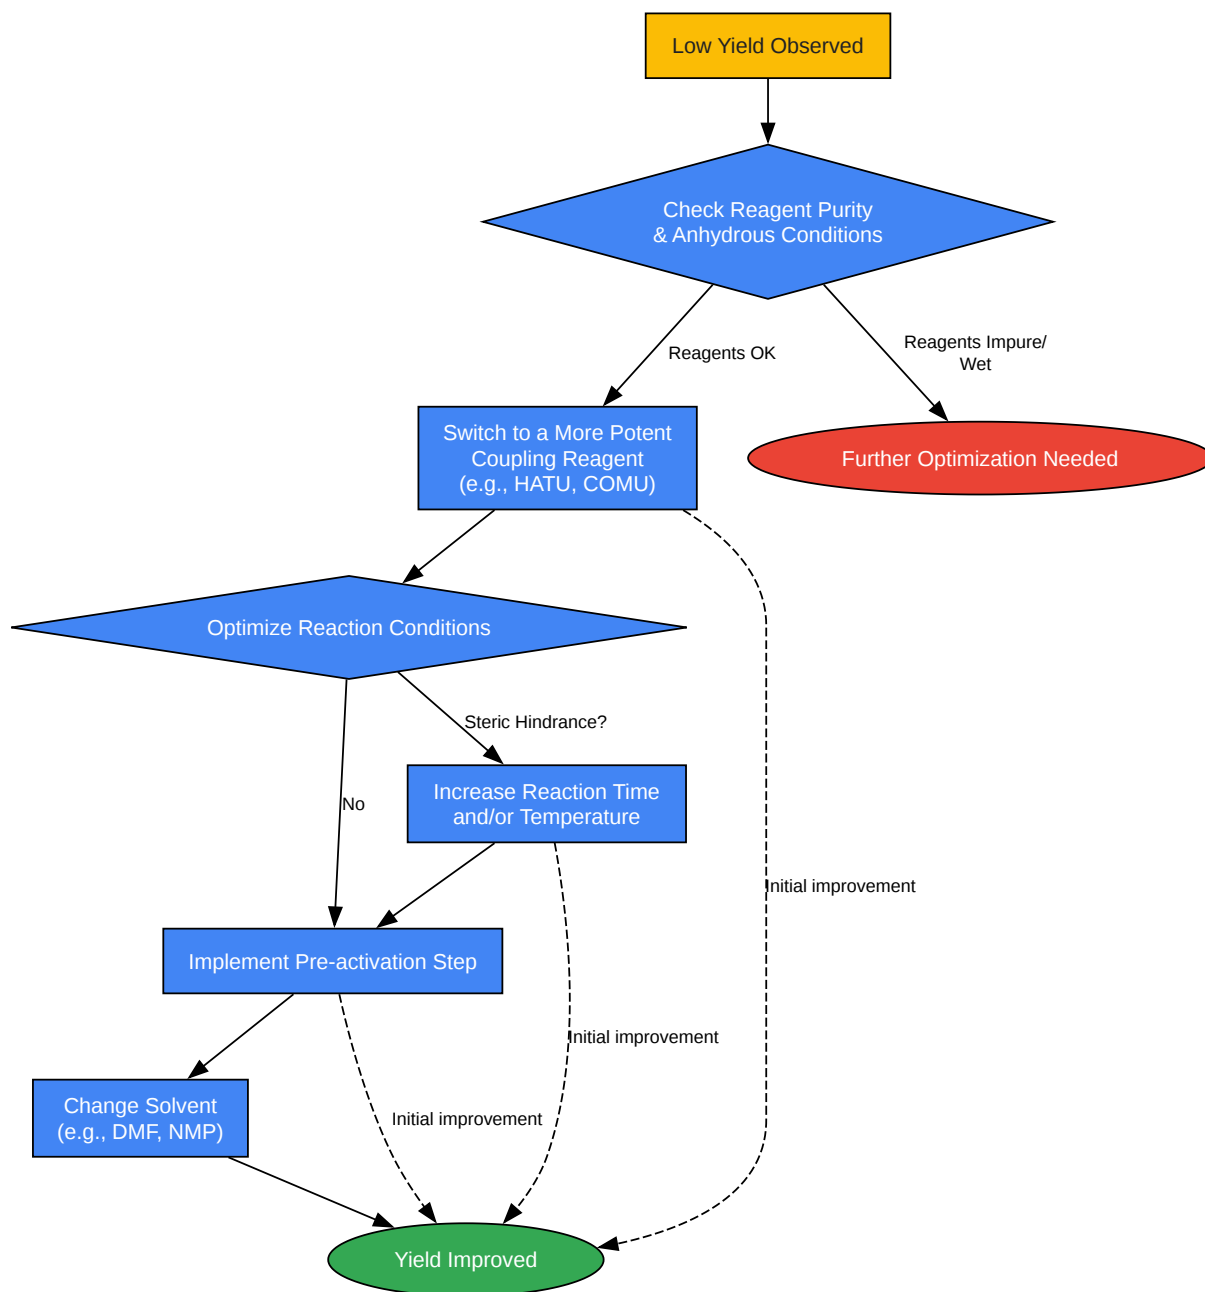 Low Yield Observed
Check Reagent Purity
& Anhydrous Conditions
Reagents OK
Reagents Impure/
Wet
Switch to a More Potent
Coupling Reagent
(e.g., HATU, COMU)
Further Optimization Needed
Optimize Reaction Conditions
Steric Hindrance?
No
Increase Reaction Time
and/or Temperature
Initial improvement
Implement Pre-activation Step
Initial improvement
Change Solvent
(e.g., DMF, NMP)
Initial improvement
Yield Improved